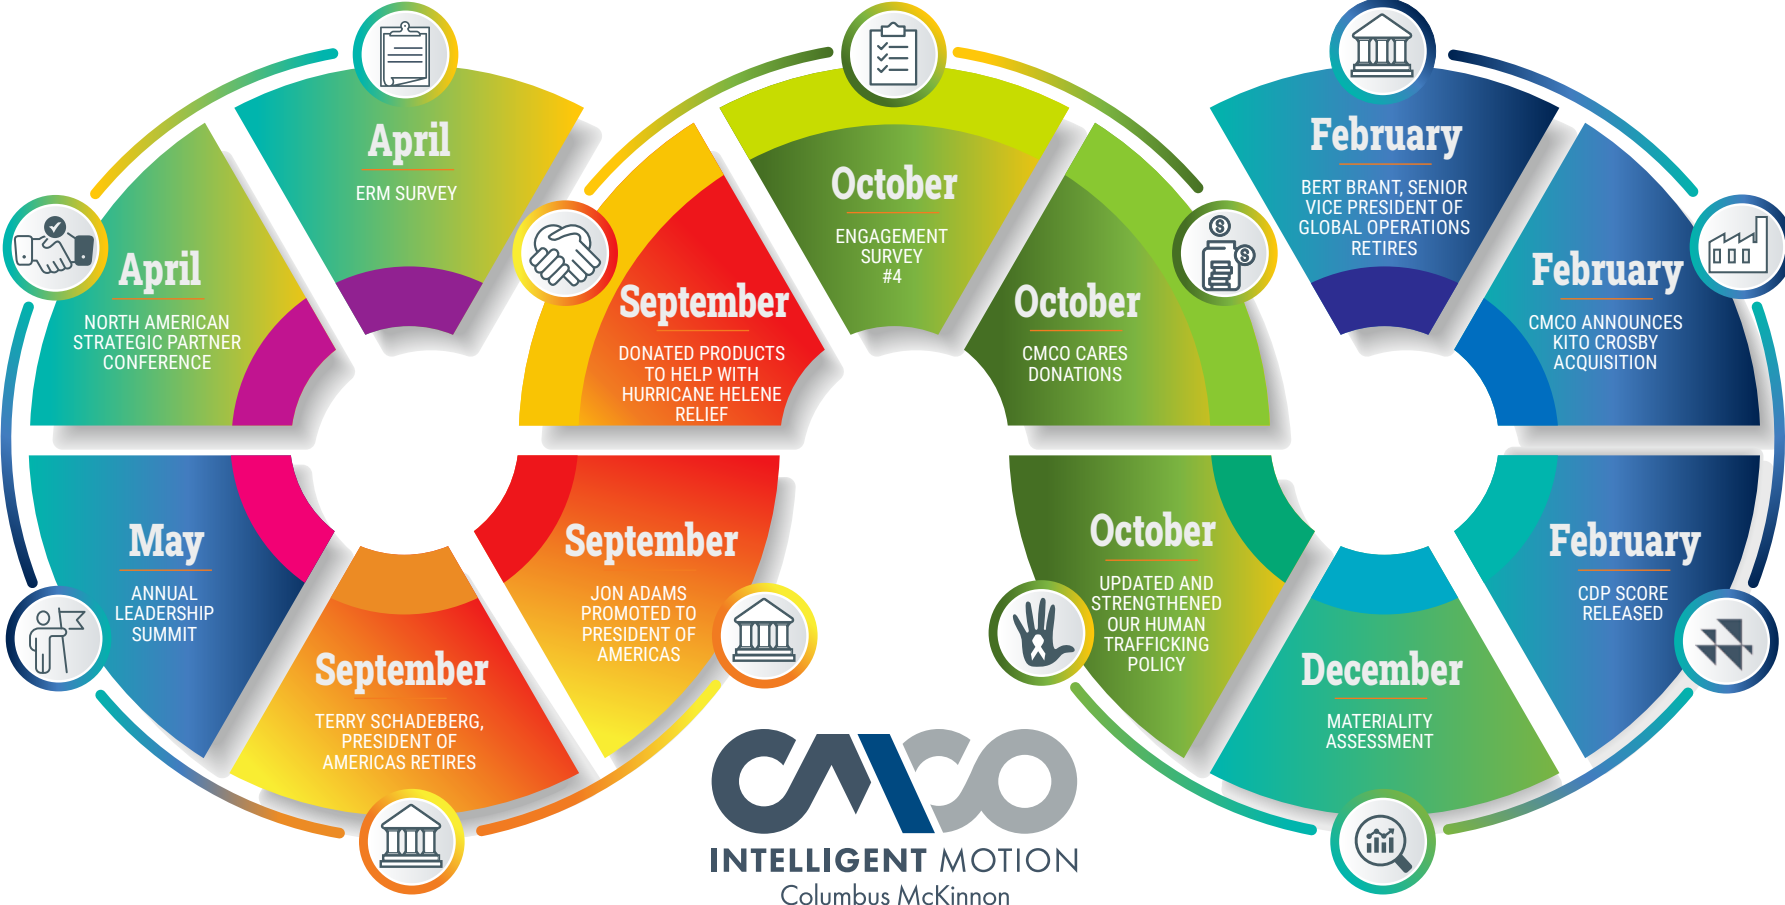 April
ERM SURVEY
April
NORTH AMERICAN
STRATEGIC PARTNER
CONFERENCE
May
ANNUAL
LEADERSHIP
SUMMIT
September
TERRY SCHADEBERG,
PRESIDENT OF
AMERICAS RETIRES
September
JON ADAMS
PROMOTED TO
PRESIDENT OF
AMERICAS
September
DONATED PRODUCTS
TO HELP WITH
HURRICANE HELENE
RELIEF
October
ENGAGEMENT
SURVEY
#4
October
CMCO CARES
DONATIONS
$
$
October
UPDATED AND
STRENGTHENED
OUR HUMAN
TRAFFICKING
POLICY
December
MATERIALITY
ASSESSMENT
February
CDP SCORE
RELEASED
February
CMCO ANNOUNCES
KITO CROSBY
ACQUISITION
February
BERT BRANT, SENIOR
VICE PRESIDENT OF
GLOBAL OPERATIONS
RETIRES
CMCO
INTELLIGENT MOTION
Columbus McKinnon